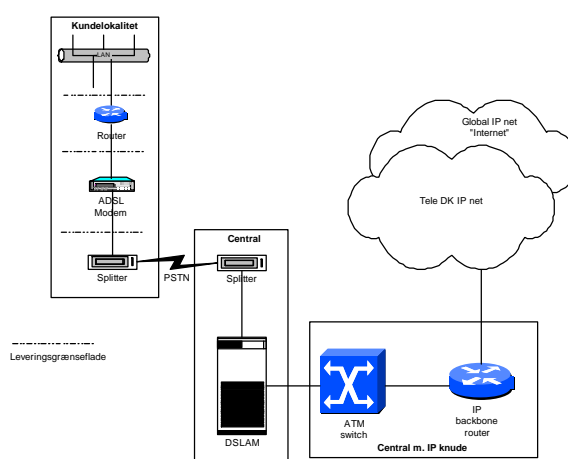 Kundelokalitet
LAN
Router
ADSL
Modem
Splitter
PSTN
Central
Splitter
DSLAM
Leveringsgrænseflade
Global IP net
"Internet"
Tele DK IP net
ATM
switch
IP
backbone
router
Central m. IP knude